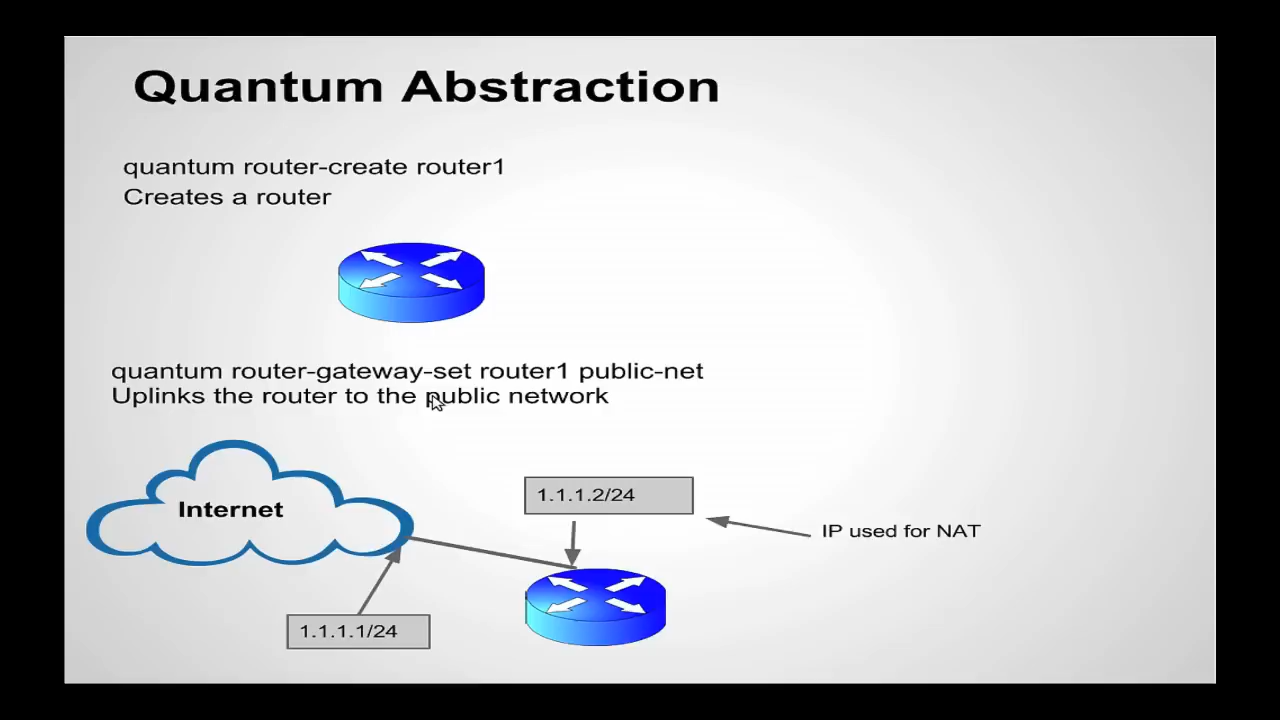 Quantum Abstraction
quantum router-create router1
Creates a router
quantum router-gateway-set router1 public-net
Uplinks the router to the public network
Internet
1.1.1.2/24
IP used for NAT
1.1.1.1/24